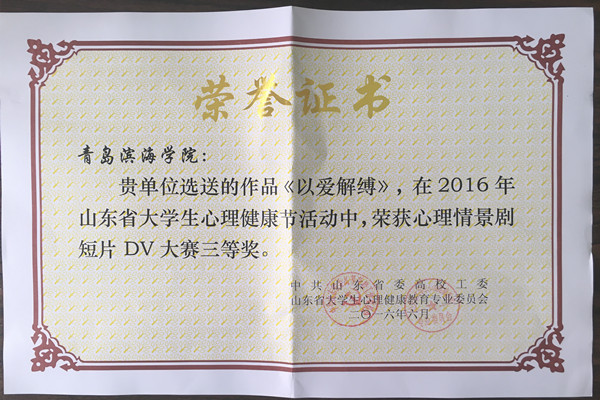 荣誉证书
青岛滨海学院：
贵单位选送的作品《以爱解缚》，在2016年
山东省大学生心理健康节活动中，荣获心理情景剧
短片 DV 大赛三等奖。
中共山东省委高校工委
山东省大学生心理健康教育专业委员会
二〇一六年六月